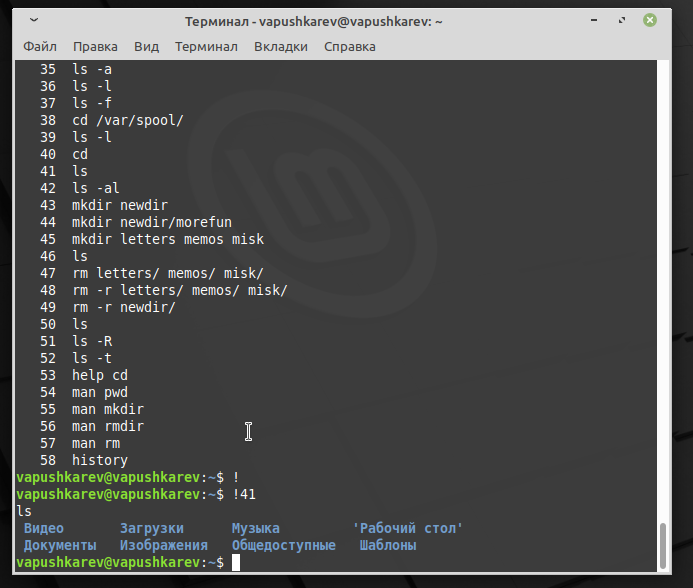 Терминал - vapushkarev@vapushkarev: ~
Файл Правка Вид Терминал Вкладки Справка
35 ls -a
36 ls -l
37 ls -f
38 cd /var/spool/
39 ls -l
40 cd
41 ls
42 ls -al
43 mkdir newdir
44 mkdir newdir/morefun
45 mkdir letters memos misk
46 ls
47 rm letters/ memos/ misk/
48 rm -r letters/ memos/ misk/
49 rm -r newdir/
50 ls
51 ls -R
52 ls -t
53 help cd
54 man pwd
55 man mkdir
56 man rmdir
57 man rm
58 history
vapushkarev@vapushkarev:~$ !
vapushkarev@vapushkarev:~$ !41
ls
Видео Загрузки Музыка 'Рабочий стол'
Документы Изображения Общедоступные Шаблоны
vapushkarev@vapushkarev:~$